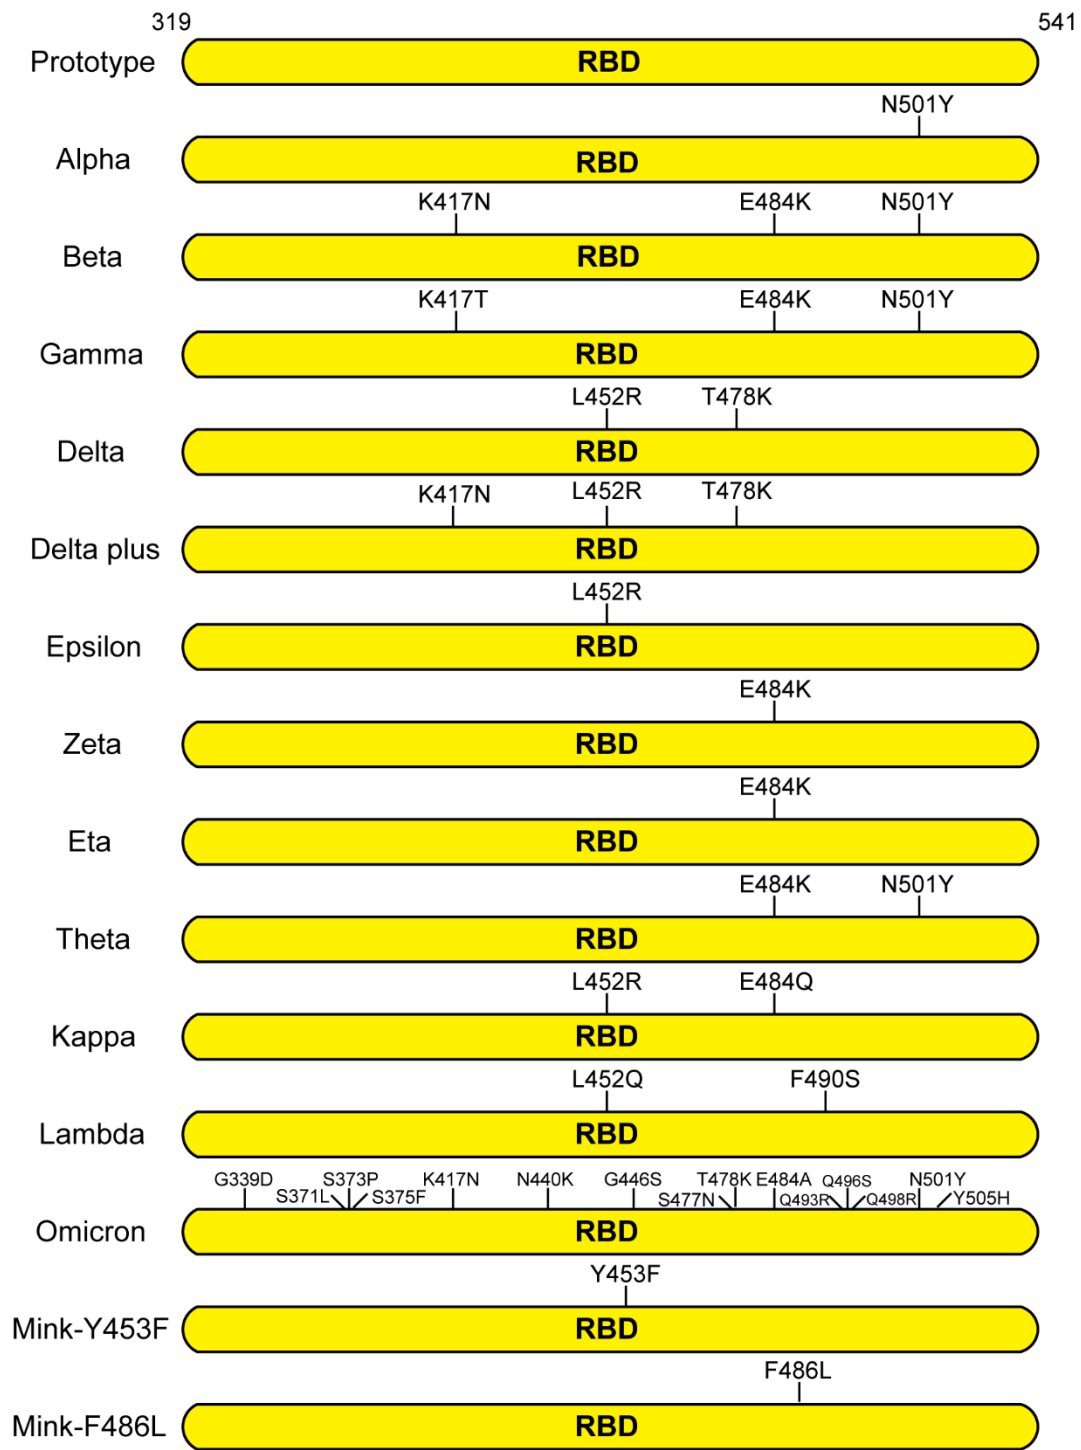 319 541
Prototype RBD
N501Y
Alpha RBD
K417N E484K N501Y
Beta RBD
K417T E484K N501Y
Gamma RBD
L452R T478K
Delta RBD
K417N L452R T478K
Delta plus RBD
L452R
Epsilon RBD
E484K
Zeta RBD
E484K
Eta RBD
E484K N501Y
Theta RBD
L452R E484Q
Kappa RBD
L452Q F490S
Lambda RBD
G339D S373P K417N N440K G446S T478K E484A Q496S N501Y
S371L S375F S477N Q493R Q498R Y505H
Omicron RBD
Y453F
Mink-Y453F RBD
F486L
Mink-F486L RBD